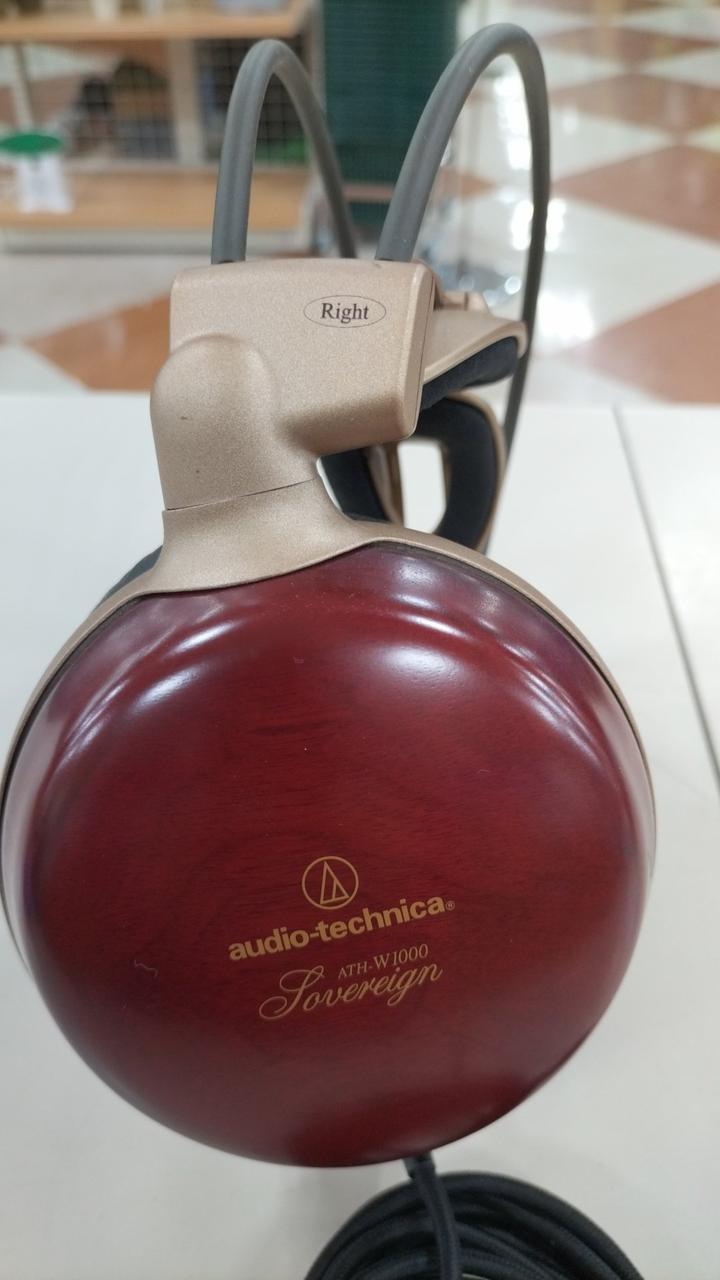 Right
audio-technica®
ATH-W1000
Sovereign